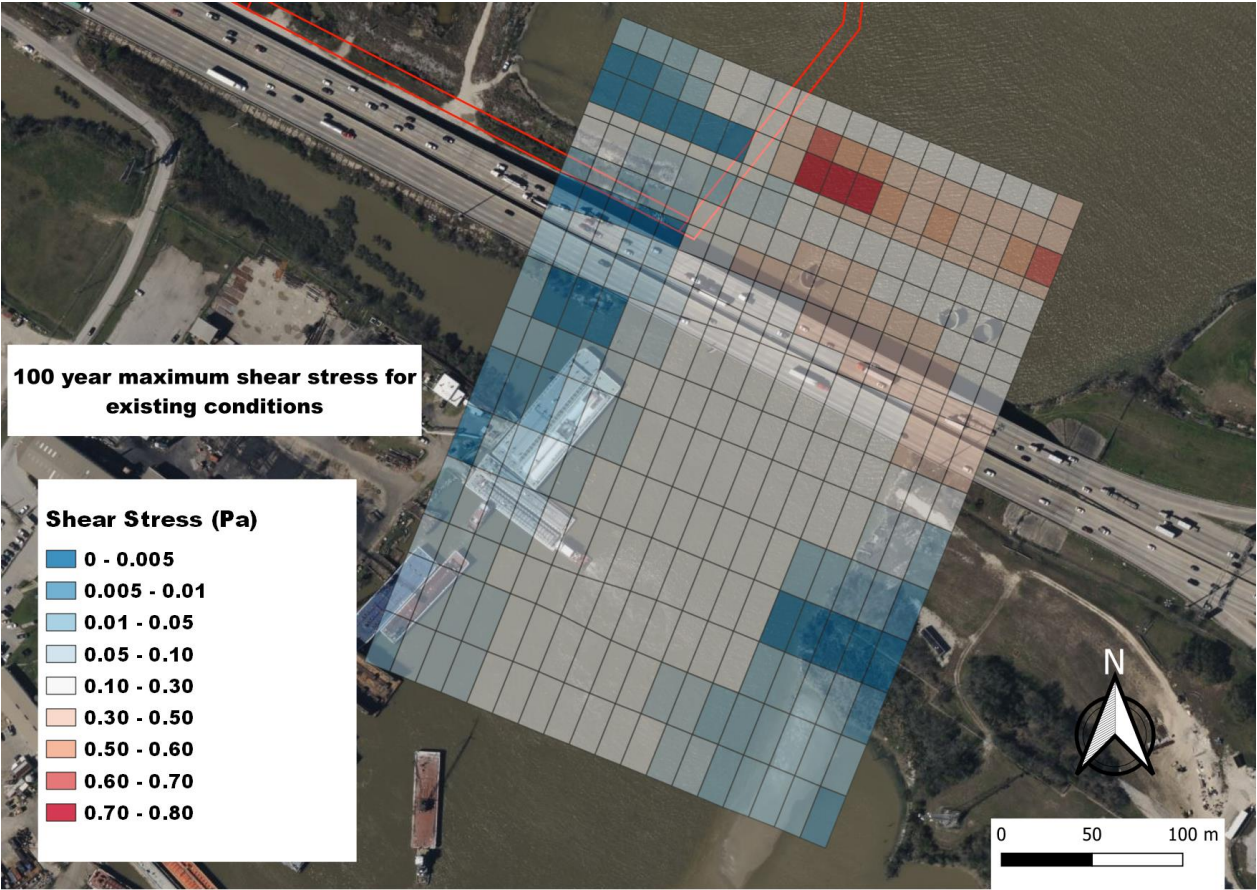 100 year maximum shear stress for
existing conditions
Shear Stress (Pa)
0 - 0.005
0.005 - 0.01
0.01 - 0.05
0.05 - 0.10
0.10 - 0.30
0.30 - 0.50
0.50 - 0.60
0.60 - 0.70
0.70 - 0.80
N
0 50 100 m